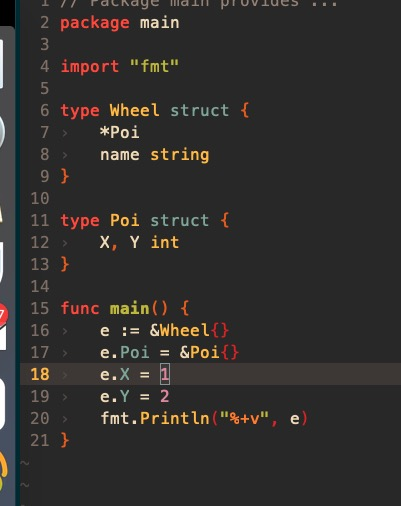 1 // Package main provides ...
2 package main
3
4 import "fmt"
5
6 type Wheel struct {
7 › *Poi
8 › name string
9 }
10
11 type Poi struct {
12 › X, Y int
13 }
14
15 func main() {
16 › e := &Wheel{}
17 › e.Poi = &Poi{}
18 › e.X = 1
19 › e.Y = 2
20 › fmt.Println("%+v", e)
21 }
~
~
~
7